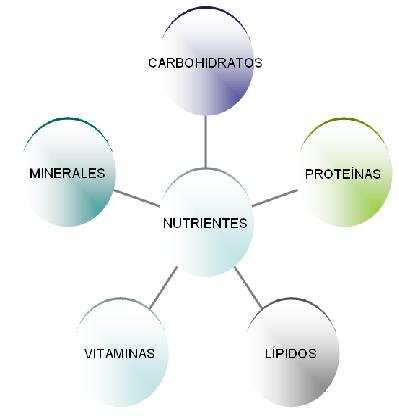 CARBOHIDRATOS
MINERALES
PROTEÍNAS
NUTRIENTES
VITAMINAS
LÍPIDOS